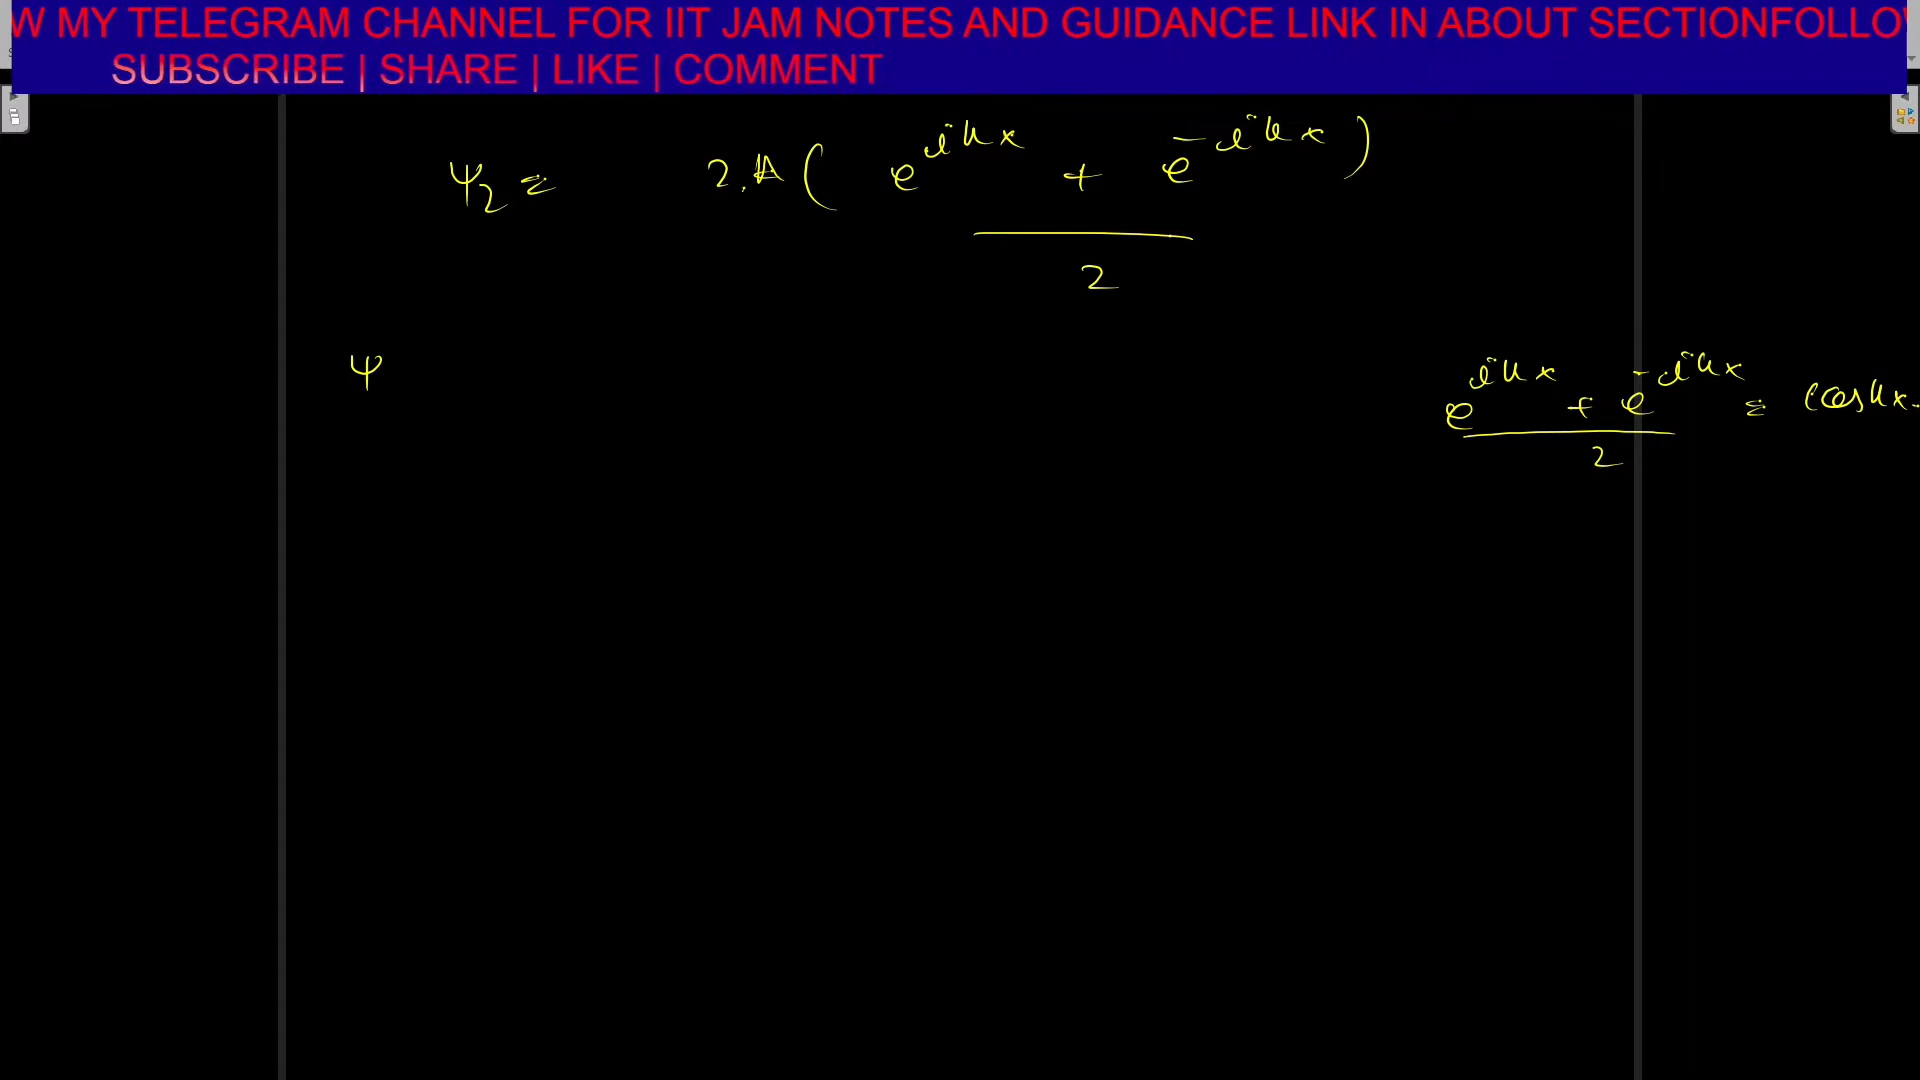 W MY TELEGRAM CHANNEL FOR IIT JAM NOTES AND GUIDANCE LINK IN ABOUT SECTIONFOLLO
SUBSCRIBE | SHARE | LIKE | COMMENT
ψ₂ = 2.A ( (e^{ikx} + e^{-ikx}) / 2 )
ψ
(e^{ikx} + e^{-ikx}) / 2 = cos kx.